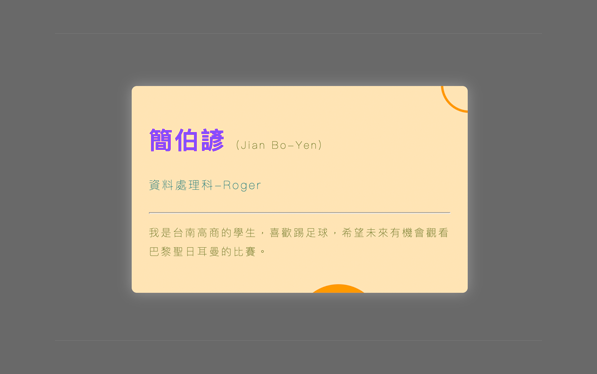 簡伯諺 (Jian Bo-Yen)
資料處理科-Roger
我是台南高商的學生，喜歡踢足球，希望未來有機會觀看
巴黎聖日耳曼的比賽。